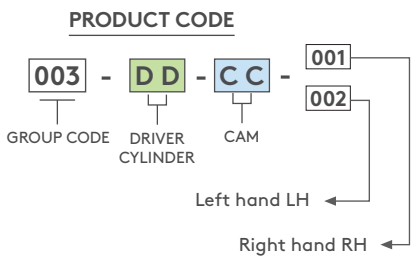 PRODUCT CODE
003 - D D - C C - 001
002
GROUP CODE DRIVER CYLINDER CAM
Left hand LH
Right hand RH